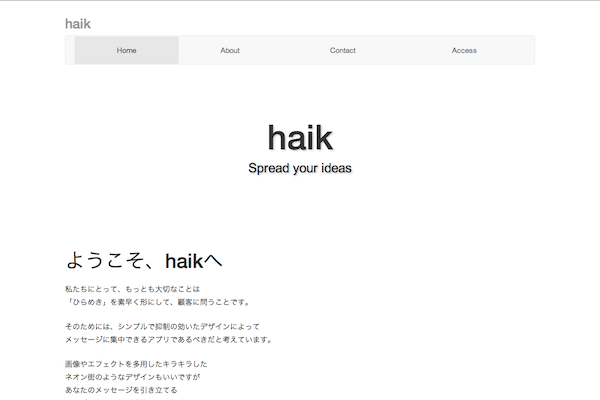 haik
Home About Contact Access
haik
Spread your ideas
ようこそ、haikへ
私たちにとって、もっとも大切なことは
「ひらめき」を素早く形にして、顧客に問うことです。
そのためには、シンプルで抑制の効いたデザインによって
メッセージに集中できるアプリであるべきだと考えています。
画像やエフェクトを多用したキラキラした
ネオン街のようなデザインもいいですが
あなたのメッセージを引き立てる